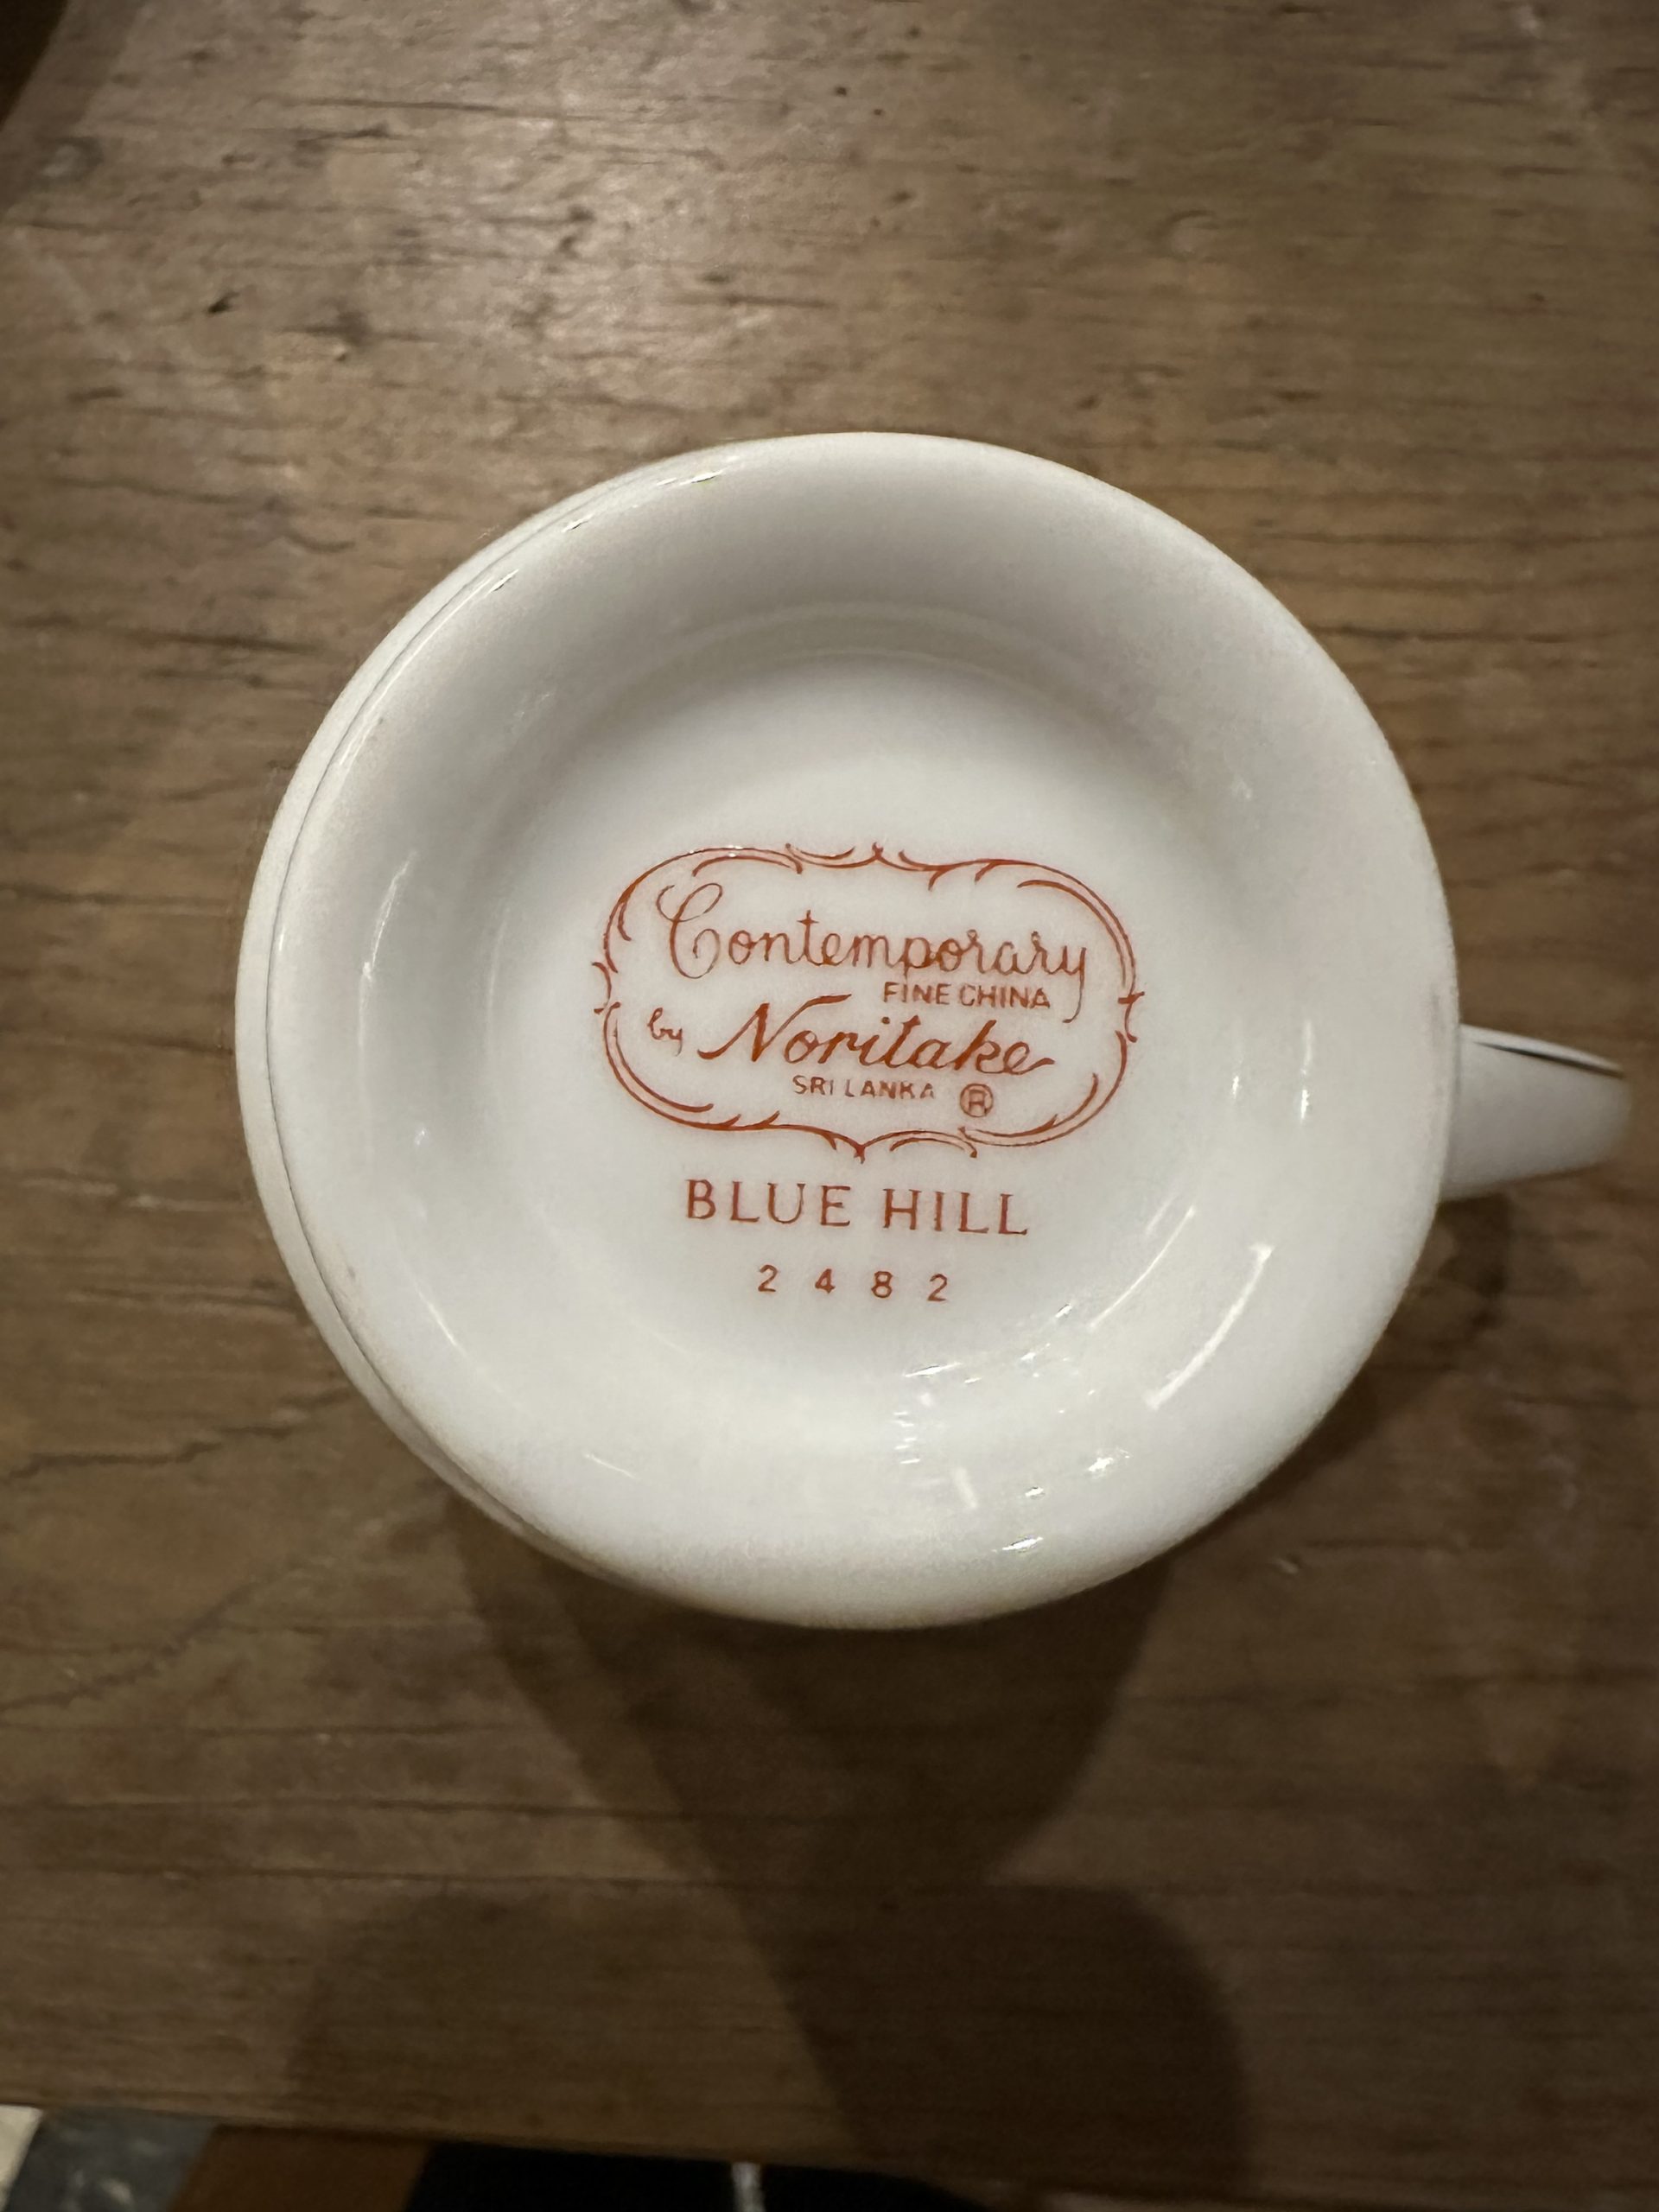 Contemporary
FINE CHINA
by Noritake
SRI LANKA ®
BLUE HILL
2482